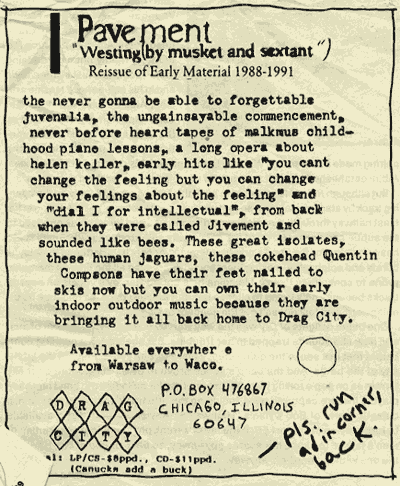 Pavement
"Westing (by musket and sextant")
Reissue of Early Material 1988-1991
the never gonna be able to forgettable
juvenalia, the ungainsayable commencement,
never before heard tapes of malkmus child-
hood piano lessons, a long opera about
helen keller, early hits like "you cant
change the feeling but you can change
your feelings about the feeling" and
"dial I for intellectual", from back
when they were called Jivement and
sounded like bees. These great isolates,
these human jaguars, these cokehead Quentin
Compsons have their feet nailed to
skis now but you can own their early
indoor outdoor music because they are
bringing it all back home to Drag City.
Available everywher e
from Warsaw to Waco.
P.O. BOX 476867
CHICAGO, ILLINOIS
60647
DRAG
CITY
pls. run
ad in corner,
back.
al: LP/CS-$8ppd., CD-$11ppd.
(Canucks add a buck)